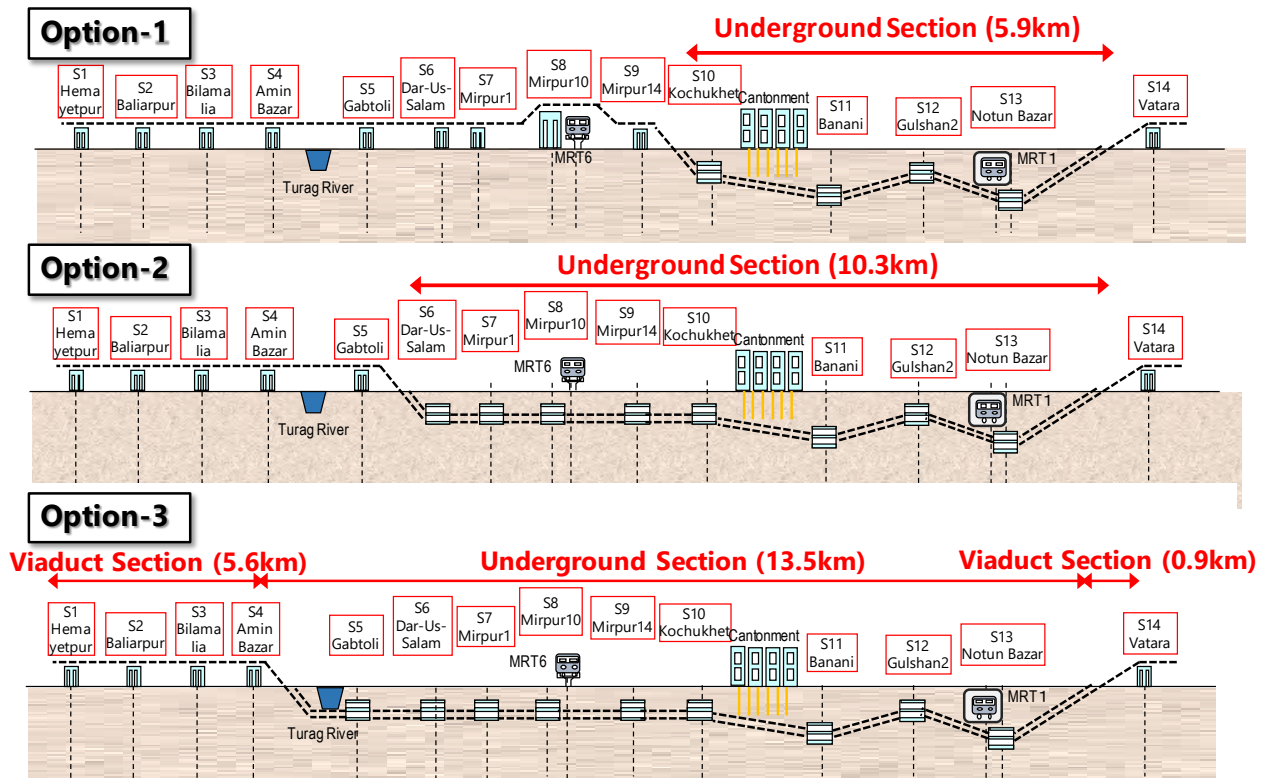 Option-1
Underground Section (5.9km)
S1
Hema
yetpur
S2
Baliarpur
S3
Bilama
lia
S4
Amin
Bazar
S5
Gabtoli
S6
Dar-Us-
Salam
S7
Mirpur1
S8
Mirpur10
S9
Mirpur14
S10
Kochukhet
Cantonment
S11
Banani
S12
Gulshan2
S13
Notun Bazar
S14
Vatara
MRT6
MRT1
Turag River
Option-2
Underground Section (10.3km)
S1
Hema
yetpur
S2
Baliarpur
S3
Bilama
lia
S4
Amin
Bazar
S5
Gabtoli
S6
Dar-Us-
Salam
S7
Mirpur1
S8
Mirpur10
S9
Mirpur14
S10
Kochukhet
Cantonment
S11
Banani
S12
Gulshan2
S13
Notun Bazar
S14
Vatara
MRT6
MRT1
Turag River
Option-3
Viaduct Section (5.6km)
Underground Section (13.5km)
Viaduct Section (0.9km)
S1
Hema
yetpur
S2
Baliarpur
S3
Bilama
lia
S4
Amin
Bazar
S5
Gabtoli
S6
Dar-Us-
Salam
S7
Mirpur1
S8
Mirpur10
S9
Mirpur14
S10
Kochukhet
Cantonment
S11
Banani
S12
Gulshan2
S13
Notun Bazar
S14
Vatara
MRT6
MRT1
Turag River